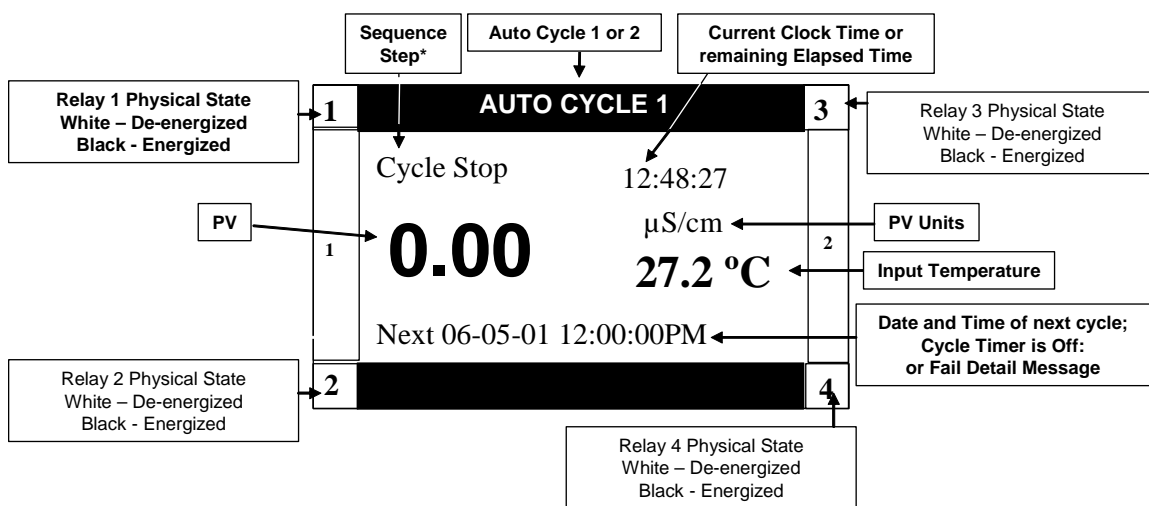 Sequence
Step*
Auto Cycle 1 or 2
Current Clock Time or
remaining Elapsed Time
Relay 1 Physical State
White – De-energized
Black - Energized
1
AUTO CYCLE 1
3
Relay 3 Physical State
White – De-energized
Black - Energized
Cycle Stop
12:48:27
PV
1
0.00
µS/cm
2
PV Units
27.2 ºC
Input Temperature
Next 06-05-01 12:00:00PM
Date and Time of next cycle;
Cycle Timer is Off:
or Fail Detail Message
Relay 2 Physical State
White – De-energized
Black - Energized
2
4
Relay 4 Physical State
White – De-energized
Black - Energized